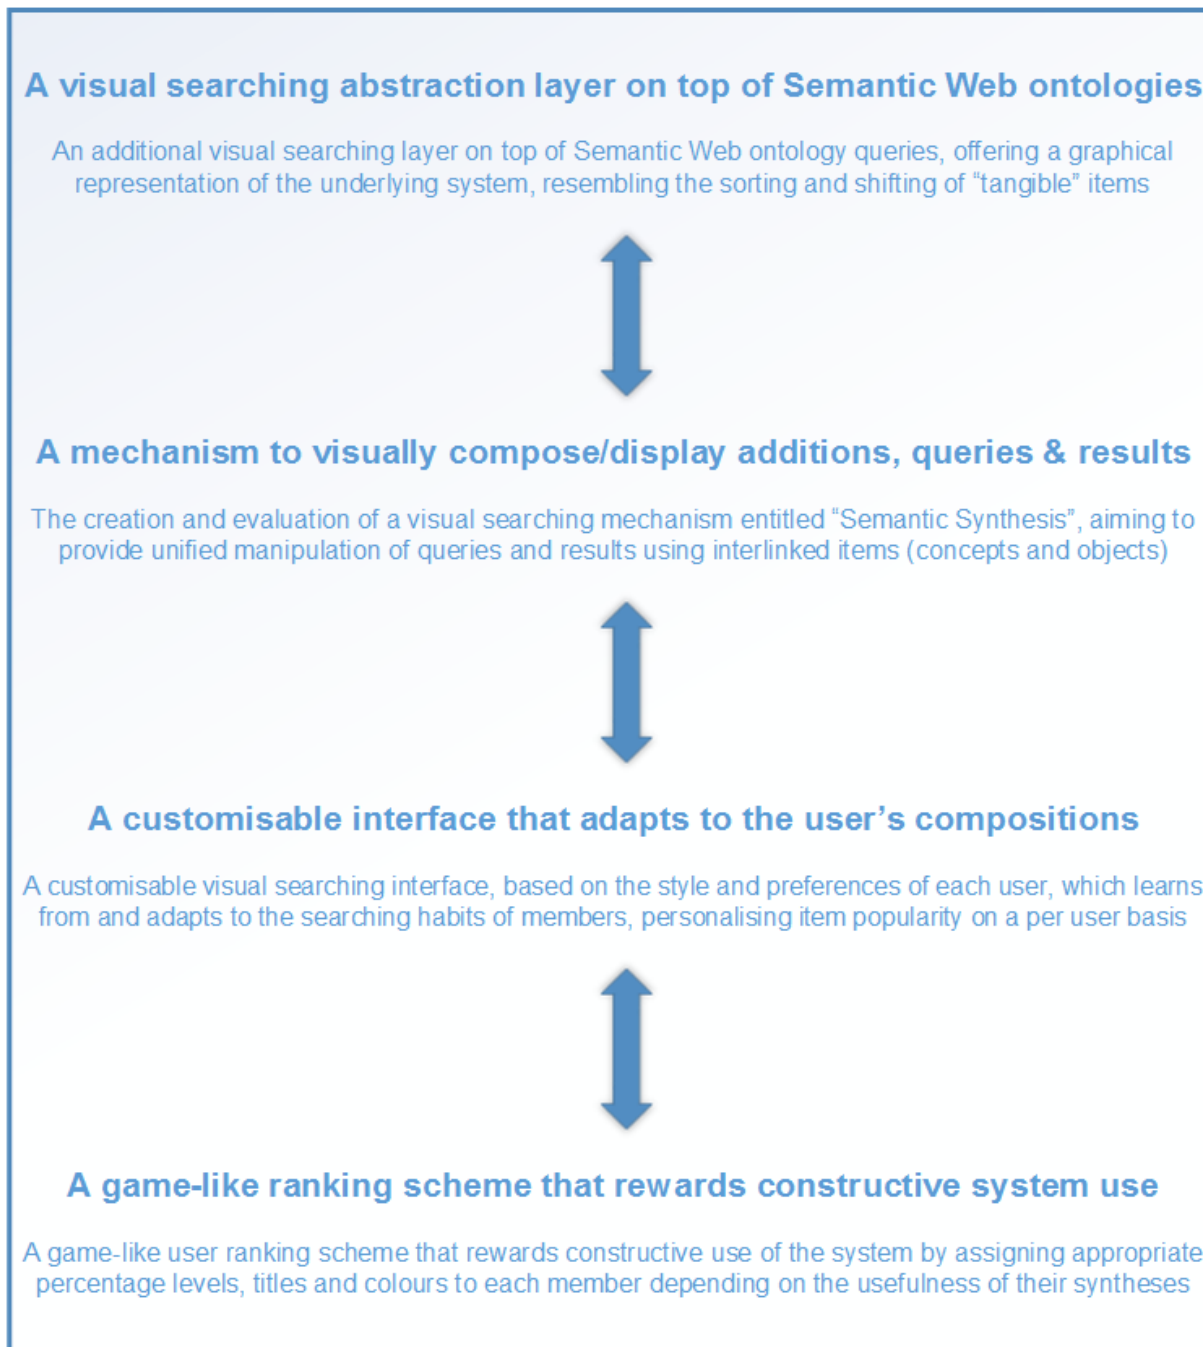 A visual searching abstraction layer on top of Semantic Web ontologies
An additional visual searching layer on top of Semantic Web ontology queries, offering a graphical
representation of the underlying system, resembling the sorting and shifting of “tangible” items
A mechanism to visually compose/display additions, queries & results
The creation and evaluation of a visual searching mechanism entitled “Semantic Synthesis”, aiming to
provide unified manipulation of queries and results using interlinked items (concepts and objects)
A customisable interface that adapts to the user’s compositions
A customisable visual searching interface, based on the style and preferences of each user, which learns
from and adapts to the searching habits of members, personalising item popularity on a per user basis
A game-like ranking scheme that rewards constructive system use
A game-like user ranking scheme that rewards constructive use of the system by assigning appropriate
percentage levels, titles and colours to each member depending on the usefulness of their syntheses